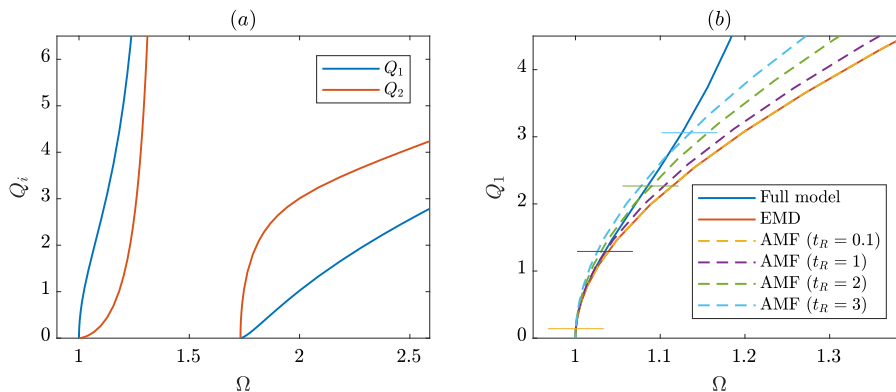 (a)
6
5
4
3
2
1
0
Q_i
1
1.5
2
2.5
Ω
Q_1
Q_2
(b)
4
3
2
1
0
Q_1
1
1.1
1.2
1.3
Ω
Full model
EMD
AMF (t_R = 0.1)
AMF (t_R = 1)
AMF (t_R = 2)
AMF (t_R = 3)